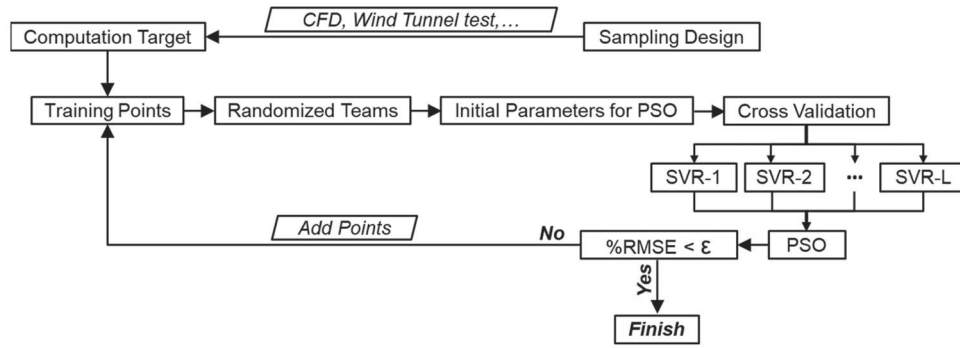 CFD, Wind Tunnel test,...
Computation Target
Sampling Design
Training Points
Randomized Teams
Initial Parameters for PSO
Cross Validation
SVR-1
SVR-2
...
SVR-L
Add Points
No
%RMSE < ε
PSO
Yes
Finish